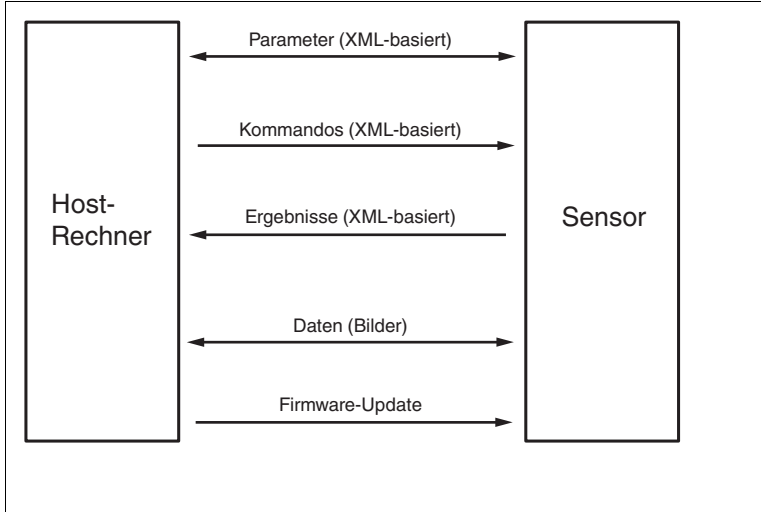 Parameter (XML-basiert)
Kommandos (XML-basiert)
Host-
Rechner
Ergebnisse (XML-basiert)
Sensor
Daten (Bilder)
Firmware-Update